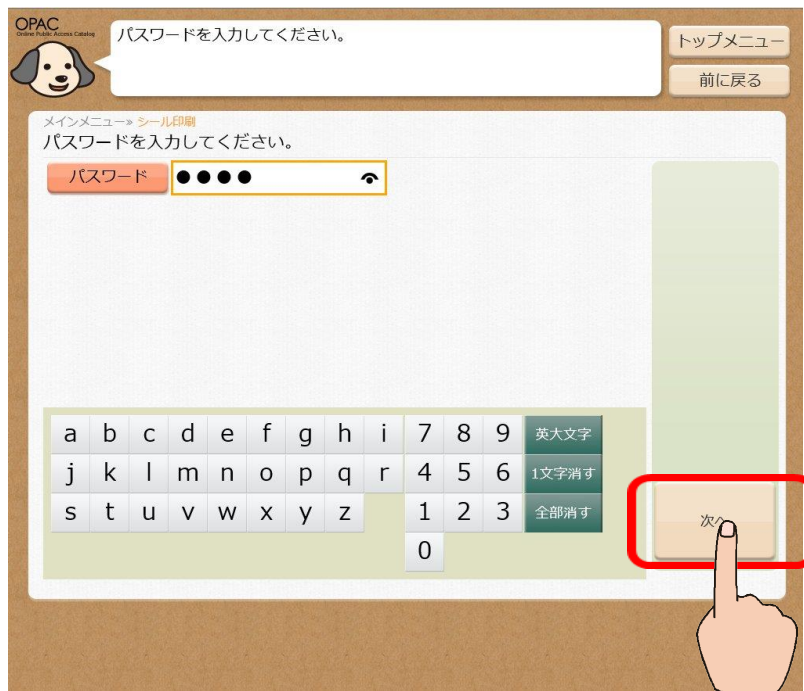 OPAC
Online Public Access Catalog
パスワードを入力してください。
トップメニュー
前に戻る
メインメニュー» シール印刷
パスワードを入力してください。
パスワード ●●●●
a b c d e f g h i 7 8 9 英大文字
j k l m n o p q r 4 5 6 1文字消す
s t u v w x y z 1 2 3 全部消す
0
次へ